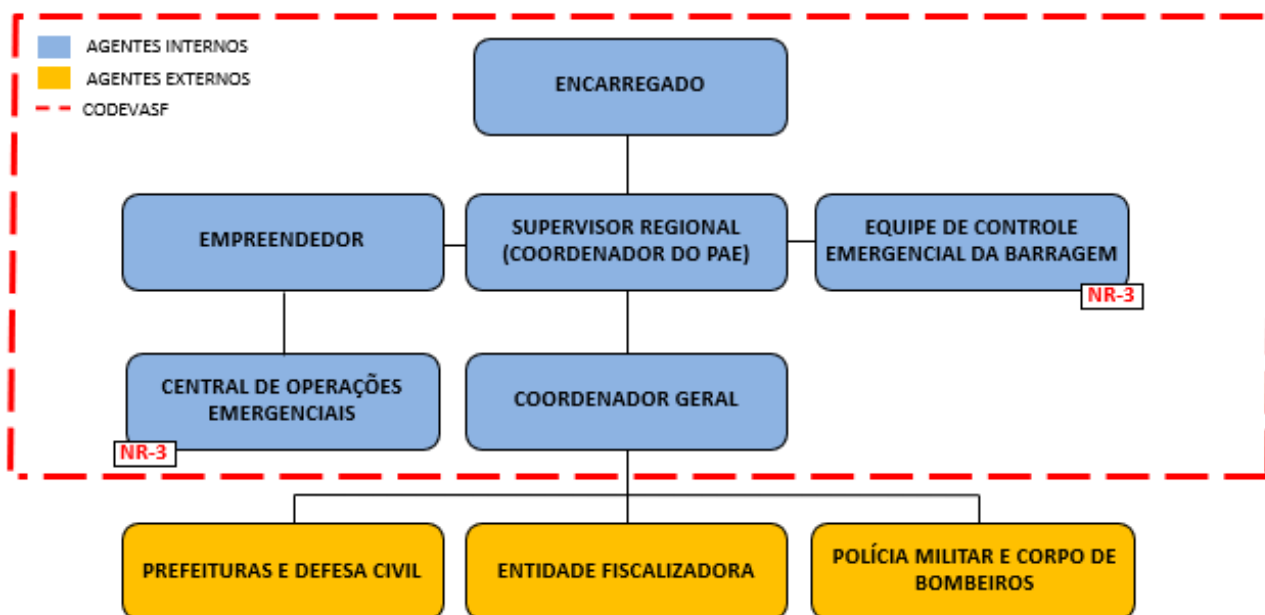 AGENTES INTERNOS
AGENTES EXTERNOS
CODEVASF
ENCARREGADO
EMPREENDEDOR
SUPERVISOR REGIONAL
(COORDENADOR DO PAE)
EQUIPE DE CONTROLE
EMERGENCIAL DA BARRAGEM
NR-3
CENTRAL DE OPERAÇÕES
EMERGENCIAIS
NR-3
COORDENADOR GERAL
PREFEITURAS E DEFESA CIVIL
ENTIDADE FISCALIZADORA
POLÍCIA MILITAR E CORPO DE
BOMBEIROS